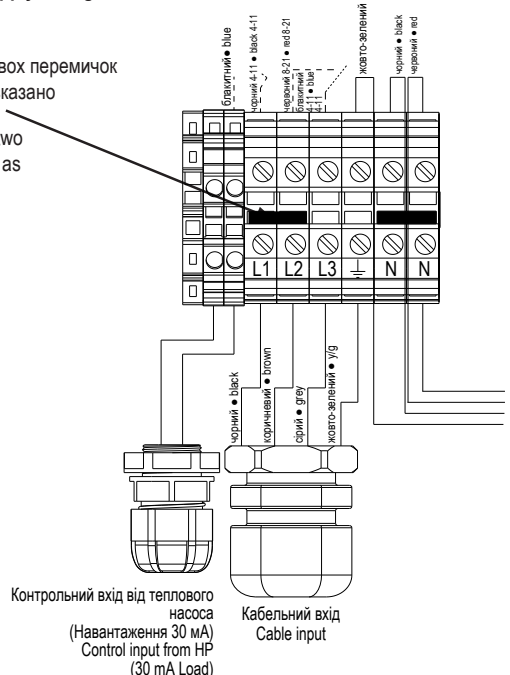 вох перемичок
казано
wo
as
блакитний ● blue
чорний 4-11 ● black 4-11
червоний 8-21 ● red 8-21
блакитний
4-11 ● blue
4-11
жовто-зелений
чорний ● black
червоний ● red
L1 L2 L3 N N
чорний ● black
коричневий ● brown
сірий ● grey
жовто-зелений ● y/g
Контрольний вхід від теплового
насоса
(Навантаження 30 мА)
Control input from HP
(30 mA Load)
Кабельний вхід
Cable input